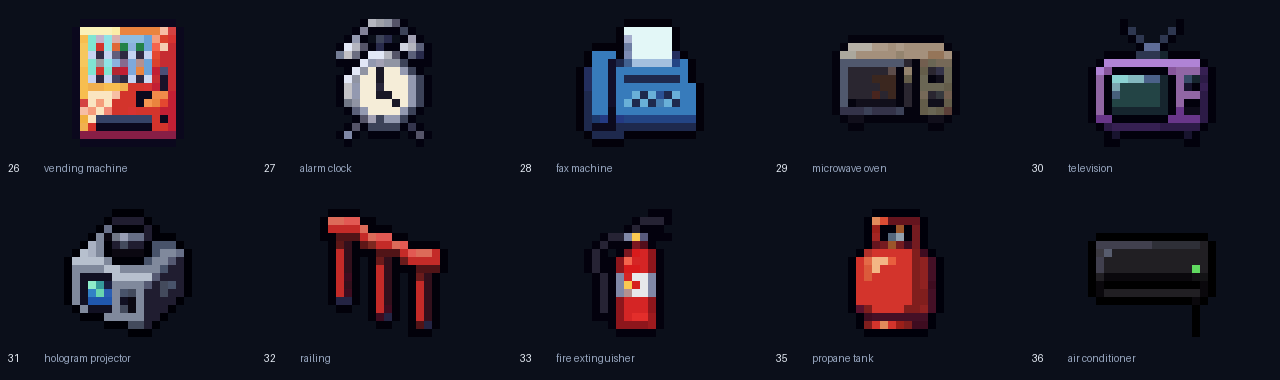 26 vending machine
27 alarm clock
28 fax machine
29 microwave oven
30 television
31 hologram projector
32 railing
33 fire extinguisher
35 propane tank
36 air conditioner